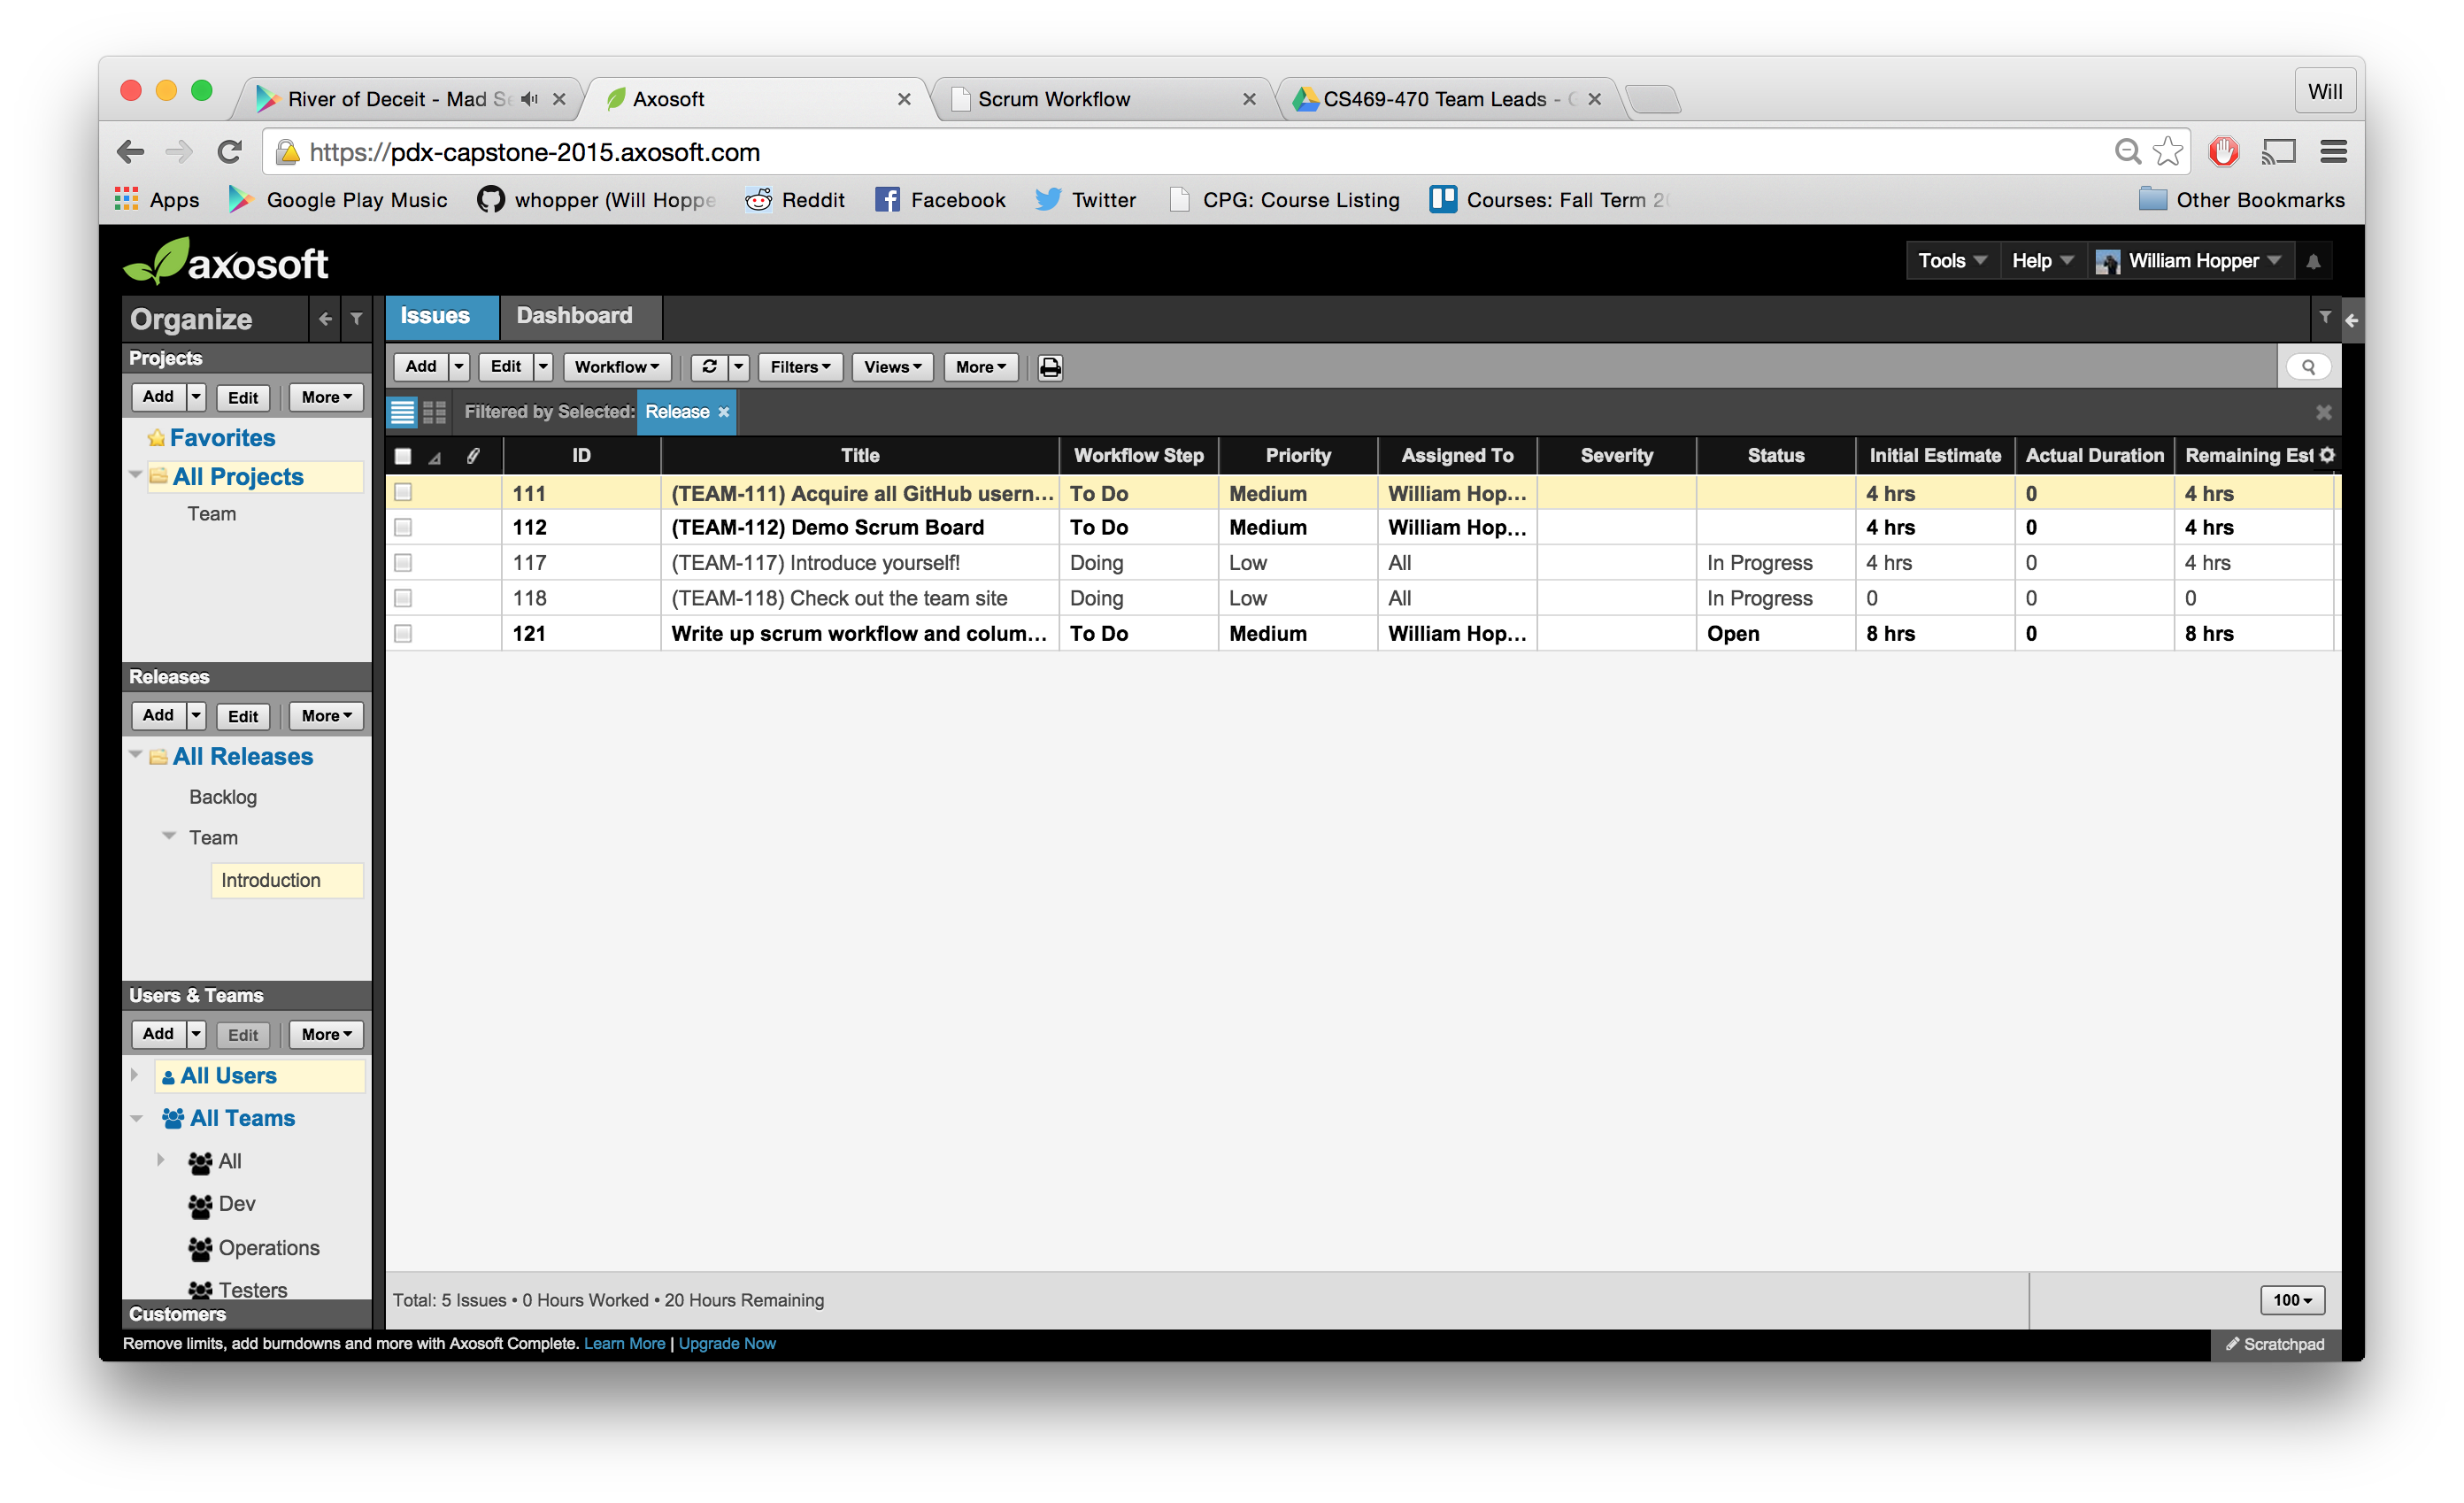 River of Deceit - Mad Se
Axosoft
Scrum Workflow
CS469-470 Team Leads -
Will
https://pdx-capstone-2015.axosoft.com
Apps
Google Play Music
whopper (Will Hoppe
Reddit
Facebook
Twitter
CPG: Course Listing
Courses: Fall Term 20
Other Bookmarks
axosoft
Tools
Help
William Hopper
Organize
Issues
Dashboard
Projects
Add
Edit
More
Favorites
All Projects
Team
Releases
Add
Edit
More
All Releases
Backlog
Team
Introduction
Users & Teams
Add
Edit
More
All Users
All Teams
All
Dev
Operations
Testers
Customers
Add
Edit
Workflow
Filters
Views
More
Filtered by Selected: Release
ID Title Workflow Step Priority Assigned To Severity Status Initial Estimate Actual Duration Remaining Est
111 (TEAM-111) Acquire all GitHub usern... To Do Medium William Hop... 4 hrs 0 4 hrs
112 (TEAM-112) Demo Scrum Board To Do Medium William Hop... 4 hrs 0 4 hrs
117 (TEAM-117) Introduce yourself! Doing Low All In Progress 4 hrs 0 4 hrs
118 (TEAM-118) Check out the team site Doing Low All In Progress 0 0 0
121 Write up scrum workflow and colum... To Do Medium William Hop... Open 8 hrs 0 8 hrs
Total: 5 Issues • 0 Hours Worked • 20 Hours Remaining
100
Remove limits, add burndowns and more with Axosoft Complete. Learn More | Upgrade Now
Scratchpad